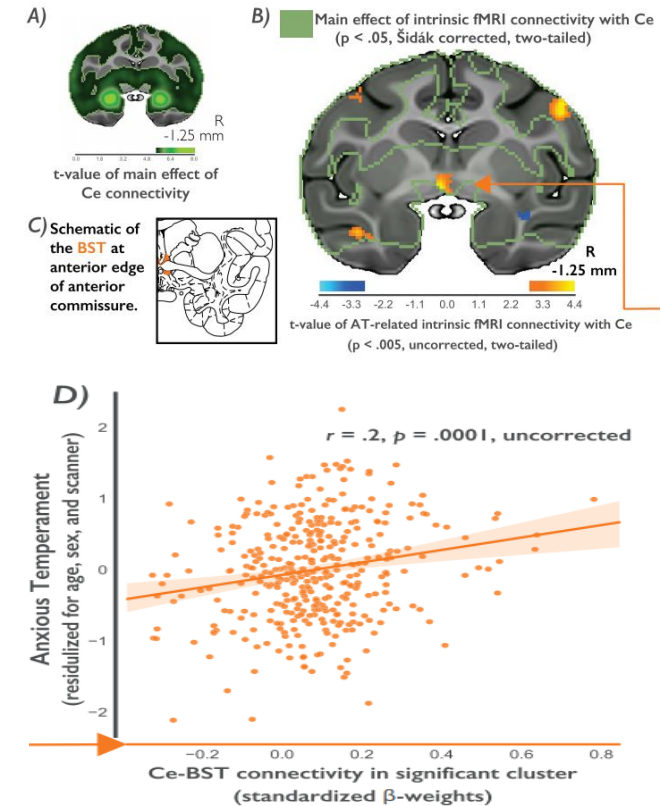 A)
R
-1.25 mm
0 1.6 3.2 4.8 6.4 8.0
t-value of main effect of
Ce connectivity
B)
Main effect of intrinsic fMRI connectivity with Ce
(p < .05, Šidák corrected, two-tailed)
R
-1.25 mm
-4.4 -3.3 -2.2 -1.1 0.0 1.1 2.2 3.3 4.4
t-value of AT-related intrinsic fMRI connectivity with Ce
(p < .005, uncorrected, two-tailed)
C) Schematic of
the BST at
anterior edge
of anterior
commissure.
D)
r = .2, p = .0001, uncorrected
Anxious Temperament
(residulized for age, sex, and scanner)
2
1
0
−1
−2
−0.2 0.0 0.2 0.4 0.6 0.8
Ce-BST connectivity in significant cluster
(standardized β-weights)